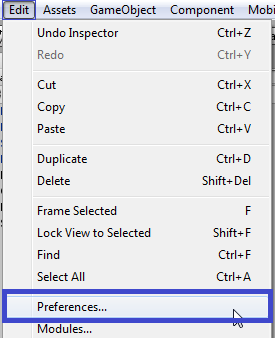 Edit Assets GameObject Component Mobi
Undo Inspector Ctrl+Z
Redo Ctrl+Y
Cut Ctrl+X
Copy Ctrl+C
Paste Ctrl+V
Duplicate Ctrl+D
Delete Shift+Del
Frame Selected F
Lock View to Selected Shift+F
Find Ctrl+F
Select All Ctrl+A
Preferences...
Modules...